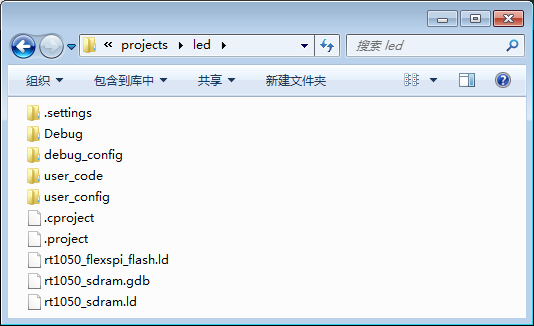 « projects led
搜索 led
组织 包含到库中 共享 新建文件夹
.settings
Debug
debug_config
user_code
user_config
.cproject
.project
rt1050_flexspi_flash.ld
rt1050_sdram.gdb
rt1050_sdram.ld